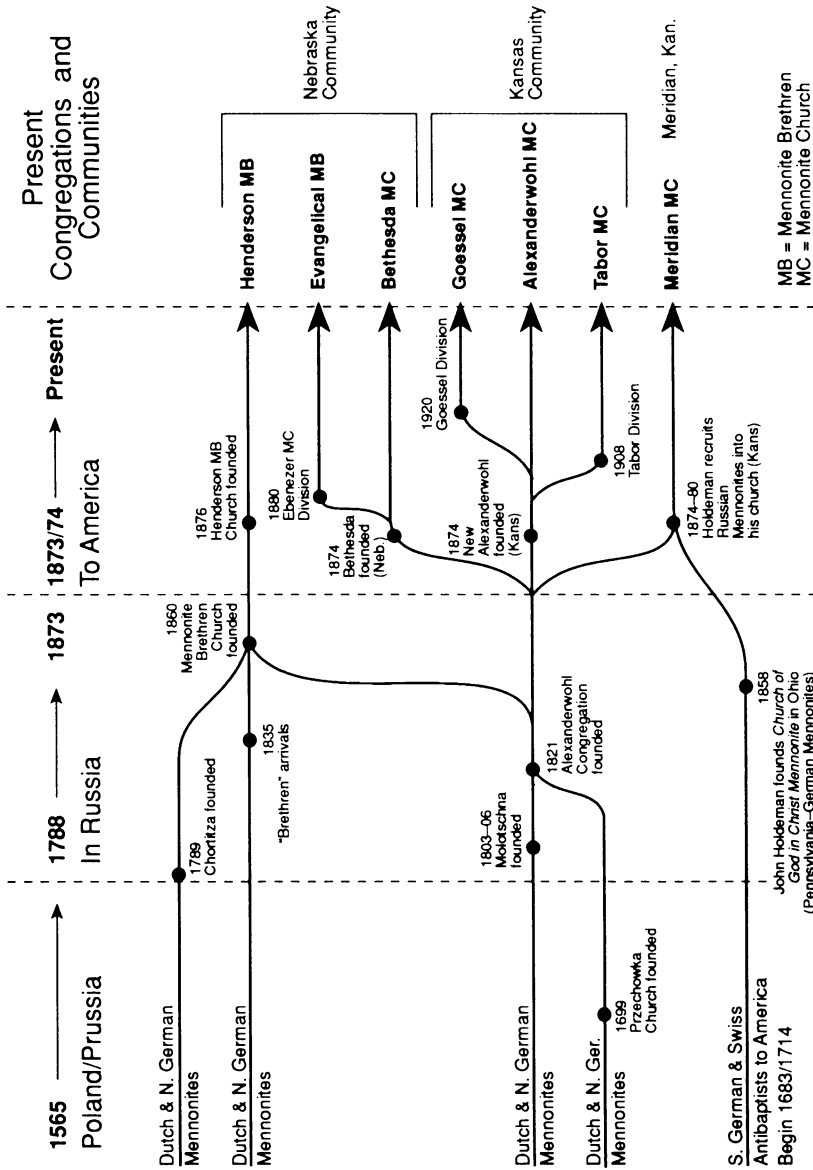 1565
Poland/Prussia
1788
In Russia
1873
1873/74
Present
To America
Present
Congregations and
Communities
Dutch & N. German
Mennonites
1789
Chortitza founded
Dutch & N. German
Mennonites
1835
"Brethren" arrivals
1860
Mennonite
Brethren
Church
founded
1876
Henderson MB
Church founded
Henderson MB
1880
Ebenezer MC
Division
Evangelical MB
1874
Bethesda
founded
(Neb.)
Bethesda MC
Nebraska
Community
1920
Goessel Division
Goessel MC
Dutch & N. German
Mennonites
1803–06
Molotschna
founded
1821
Alexanderwohl
Congregation
founded
1874
New
Alexanderwohl
founded
(Kans)
Alexanderwohl MC
Dutch & N. Ger.
Mennonites
1699
Przechowka
Church founded
1908
Tabor Division
Tabor MC
Kansas
Community
1874–80
Holdeman recruits
Russian
Mennonites into
his church (Kans)
Meridian MC
Meridian, Kan.
S. German & Swiss
Antibaptists to America
Begin 1683/1714
1858
John Holdeman founds Church of
God in Christ Mennonite in Ohio
(Pennsylvania–German Mennonites)
MB = Mennonite Brethren
MC = Mennonite Church